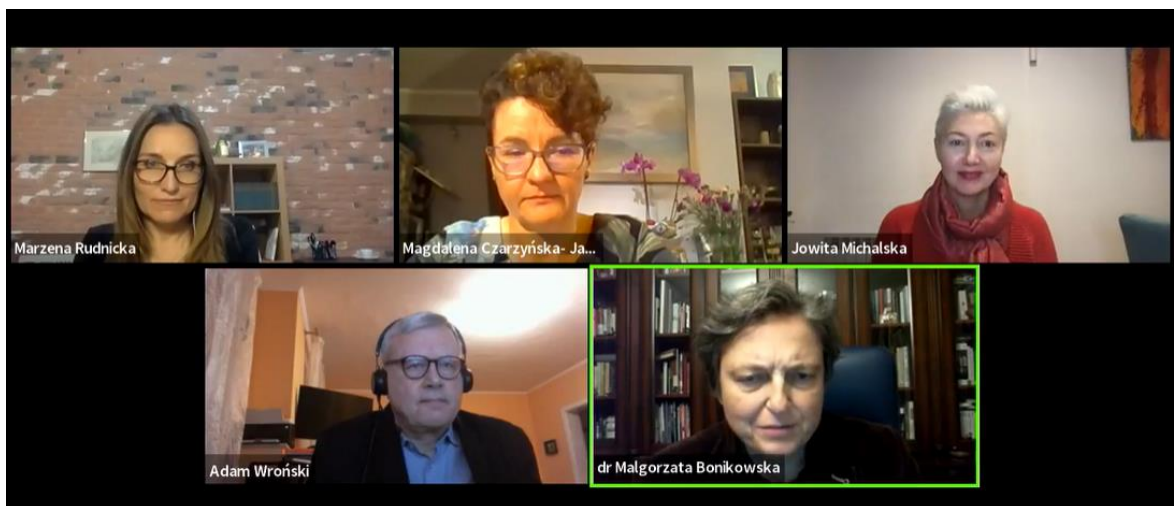 Marzena Rudnicka
Magdalena Czarzyńska- Ja...
Jowita Michalska
Adam Wroński
dr Malgorzata Bonikowska